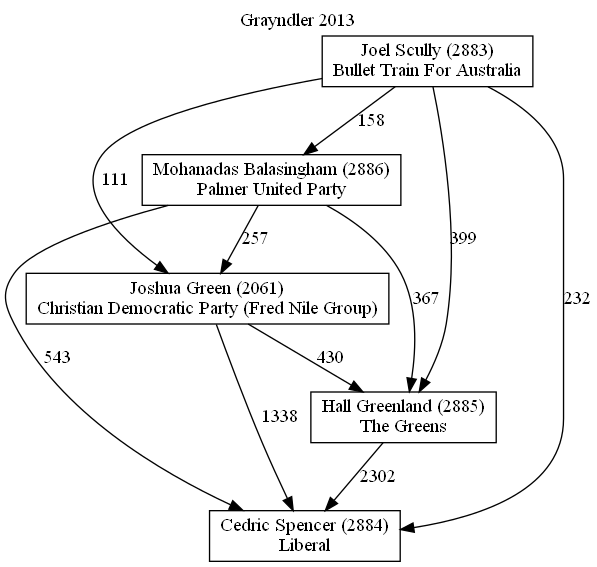 Grayndler 2013
Joel Scully (2883)
Bullet Train For Australia
158
Mohanadas Balasingham (2886)
Palmer United Party
111
257
399
Joshua Green (2061)
Christian Democratic Party (Fred Nile Group)
367
232
543
430
Hall Greenland (2885)
The Greens
1338
2302
Cedric Spencer (2884)
Liberal